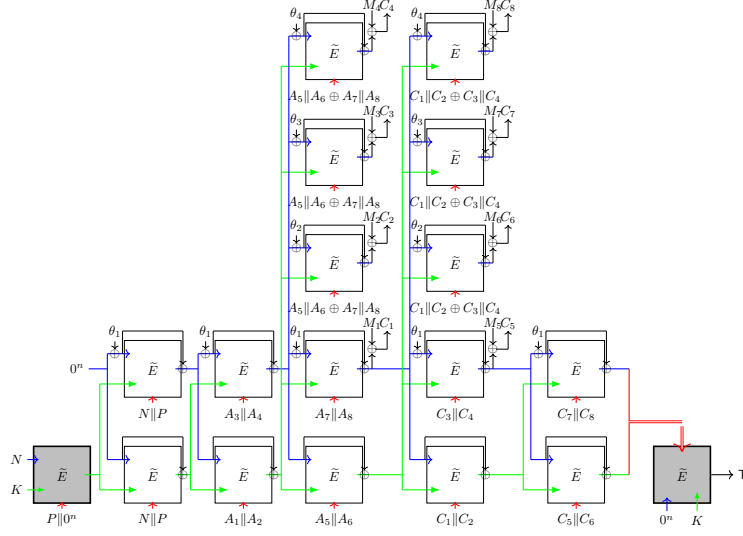 θ₄ M₄ C₄ θ₄ M₈ C₈
Ẽ Ẽ
A₅‖A₆ ⊕ A₇‖A₈ C₁‖C₂ ⊕ C₃‖C₄
θ₃ M₃ C₃ θ₃ M₇ C₇
Ẽ Ẽ
A₅‖A₆ ⊕ A₇‖A₈ C₁‖C₂ ⊕ C₃‖C₄
θ₂ M₂ C₂ θ₂ M₆ C₆
Ẽ Ẽ
A₅‖A₆ ⊕ A₇‖A₈ C₁‖C₂ ⊕ C₃‖C₄
θ₁ θ₁ θ₁ M₁ C₁ θ₁ M₅ C₅ θ₁
0ⁿ Ẽ Ẽ Ẽ Ẽ Ẽ
N‖P A₃‖A₄ A₇‖A₈ C₃‖C₄ C₇‖C₈
N
Ẽ Ẽ Ẽ Ẽ Ẽ Ẽ Ẽ T
K
P‖0ⁿ N‖P A₁‖A₂ A₅‖A₆ C₁‖C₂ C₅‖C₆ 0ⁿ K